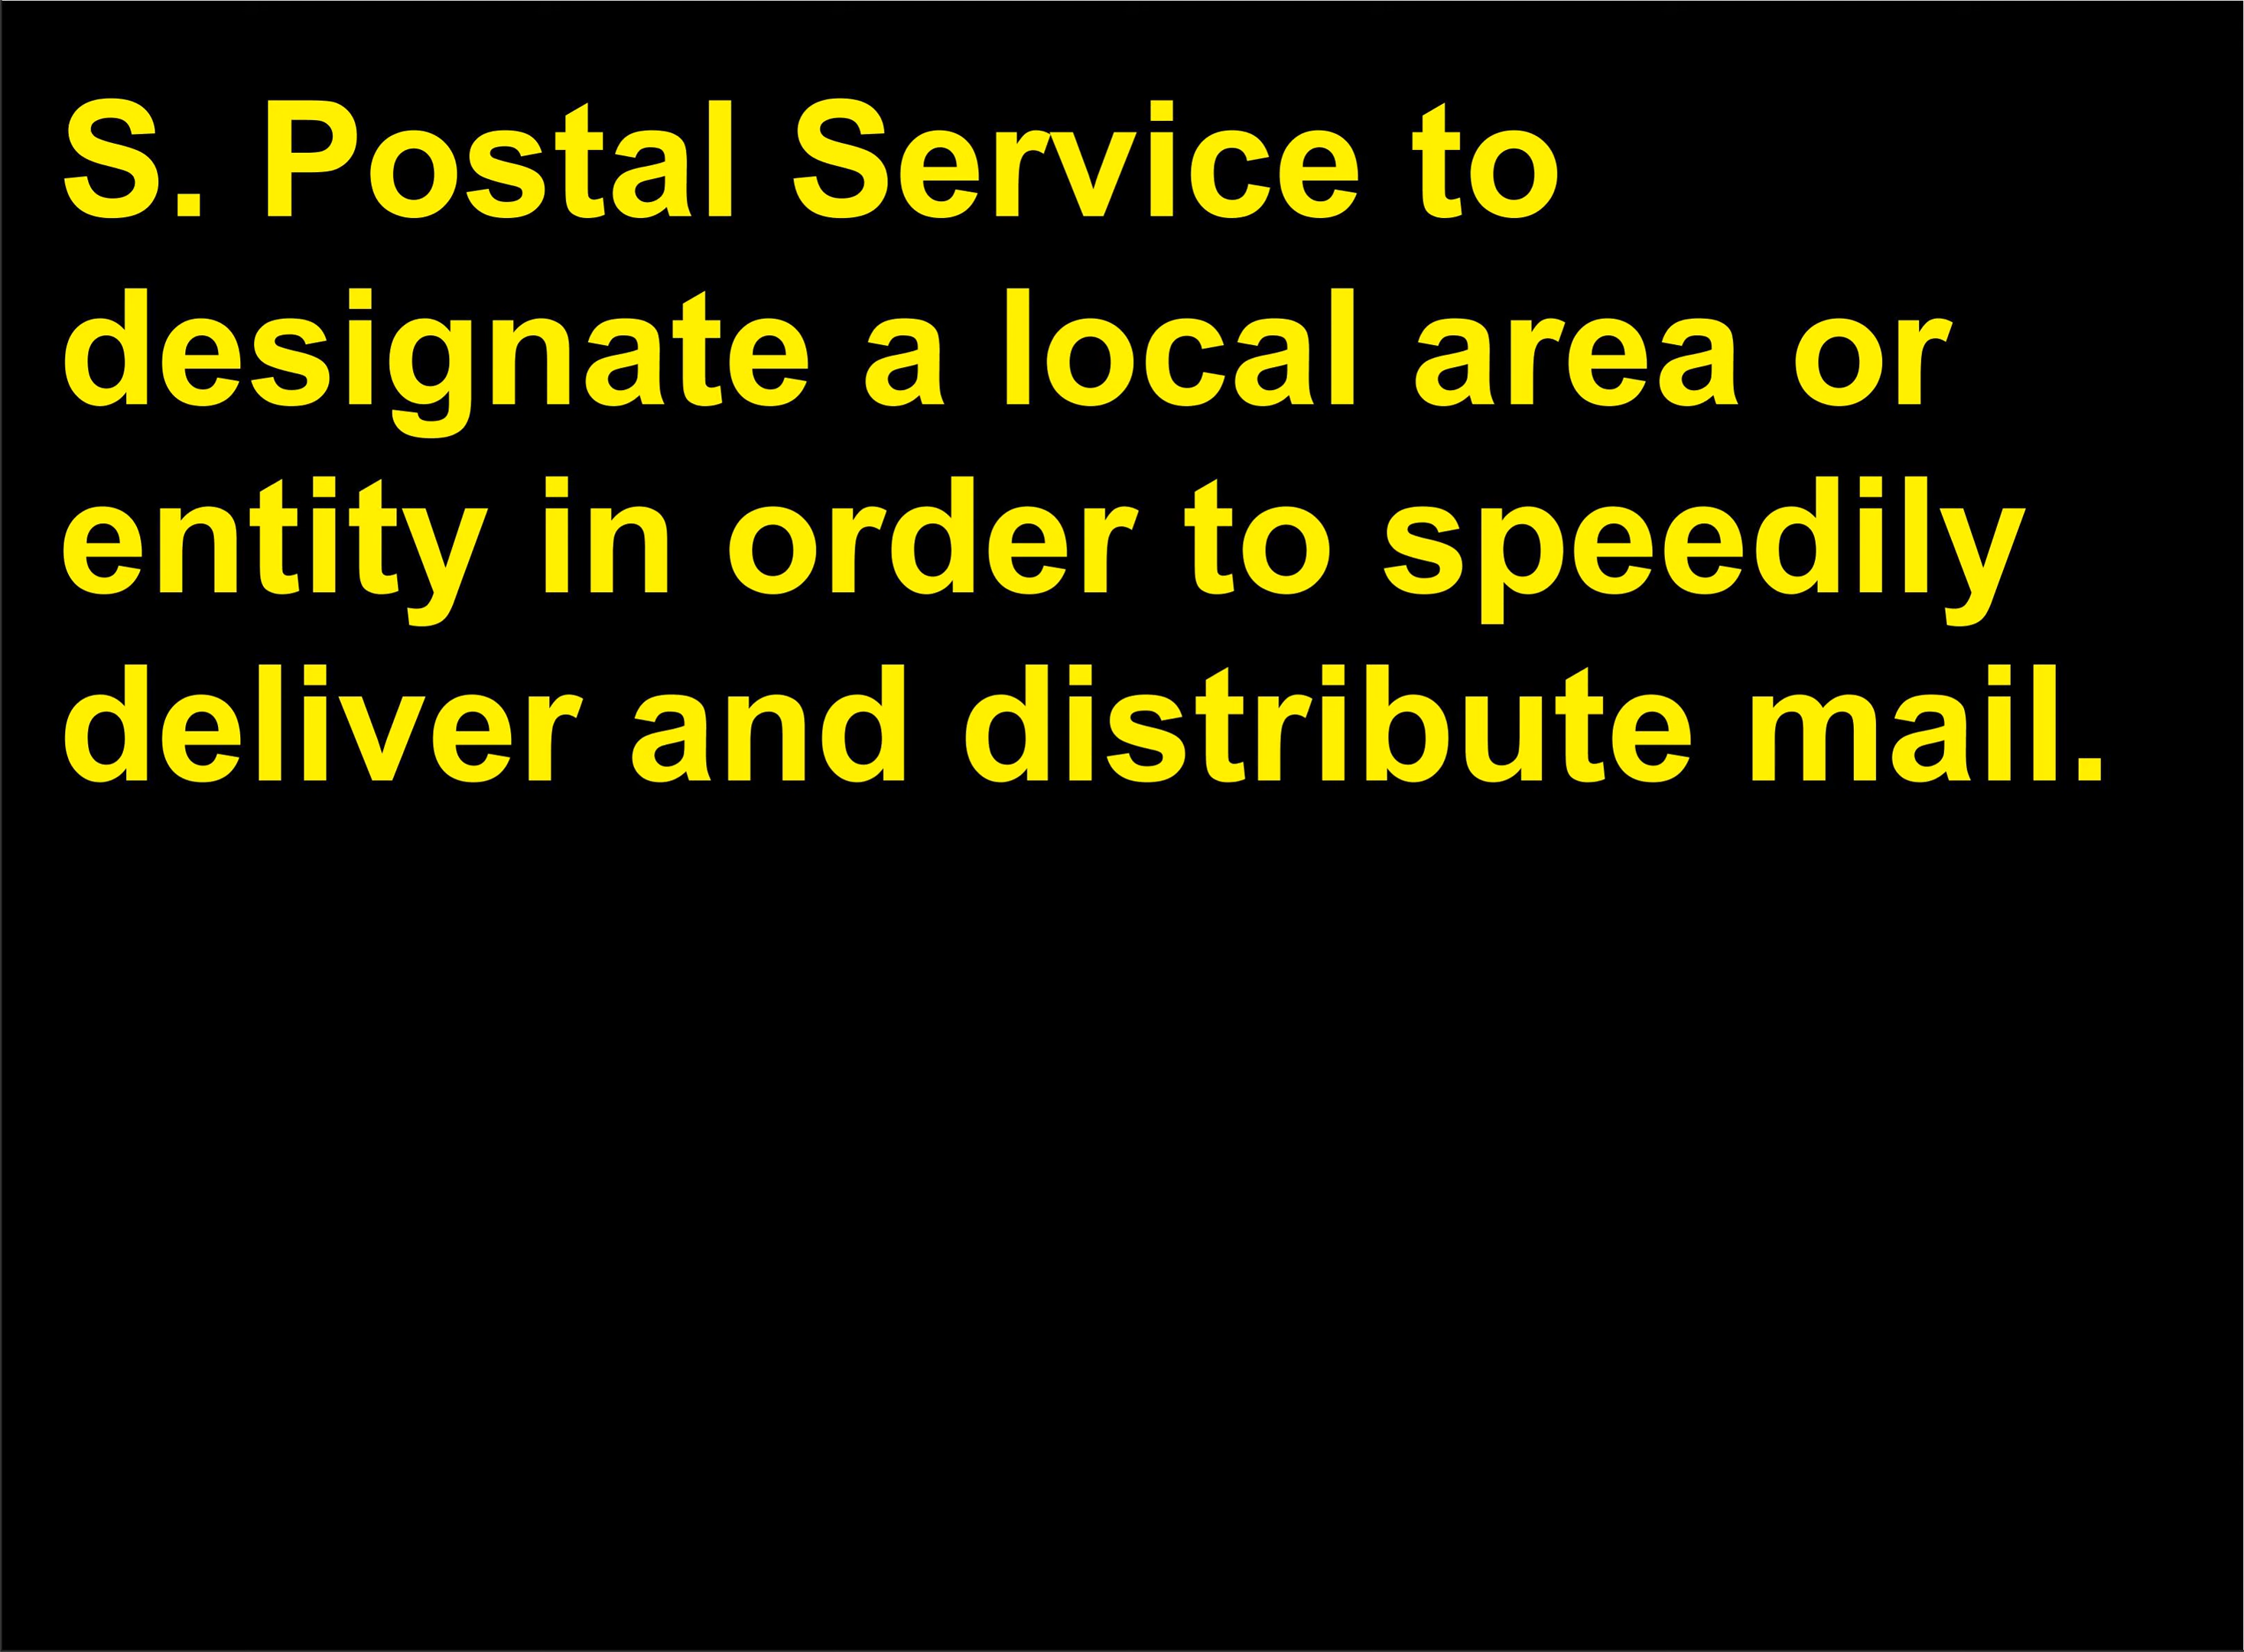 S. Postal Service to
designate a local area or
entity in order to speedily
deliver and distribute mail.